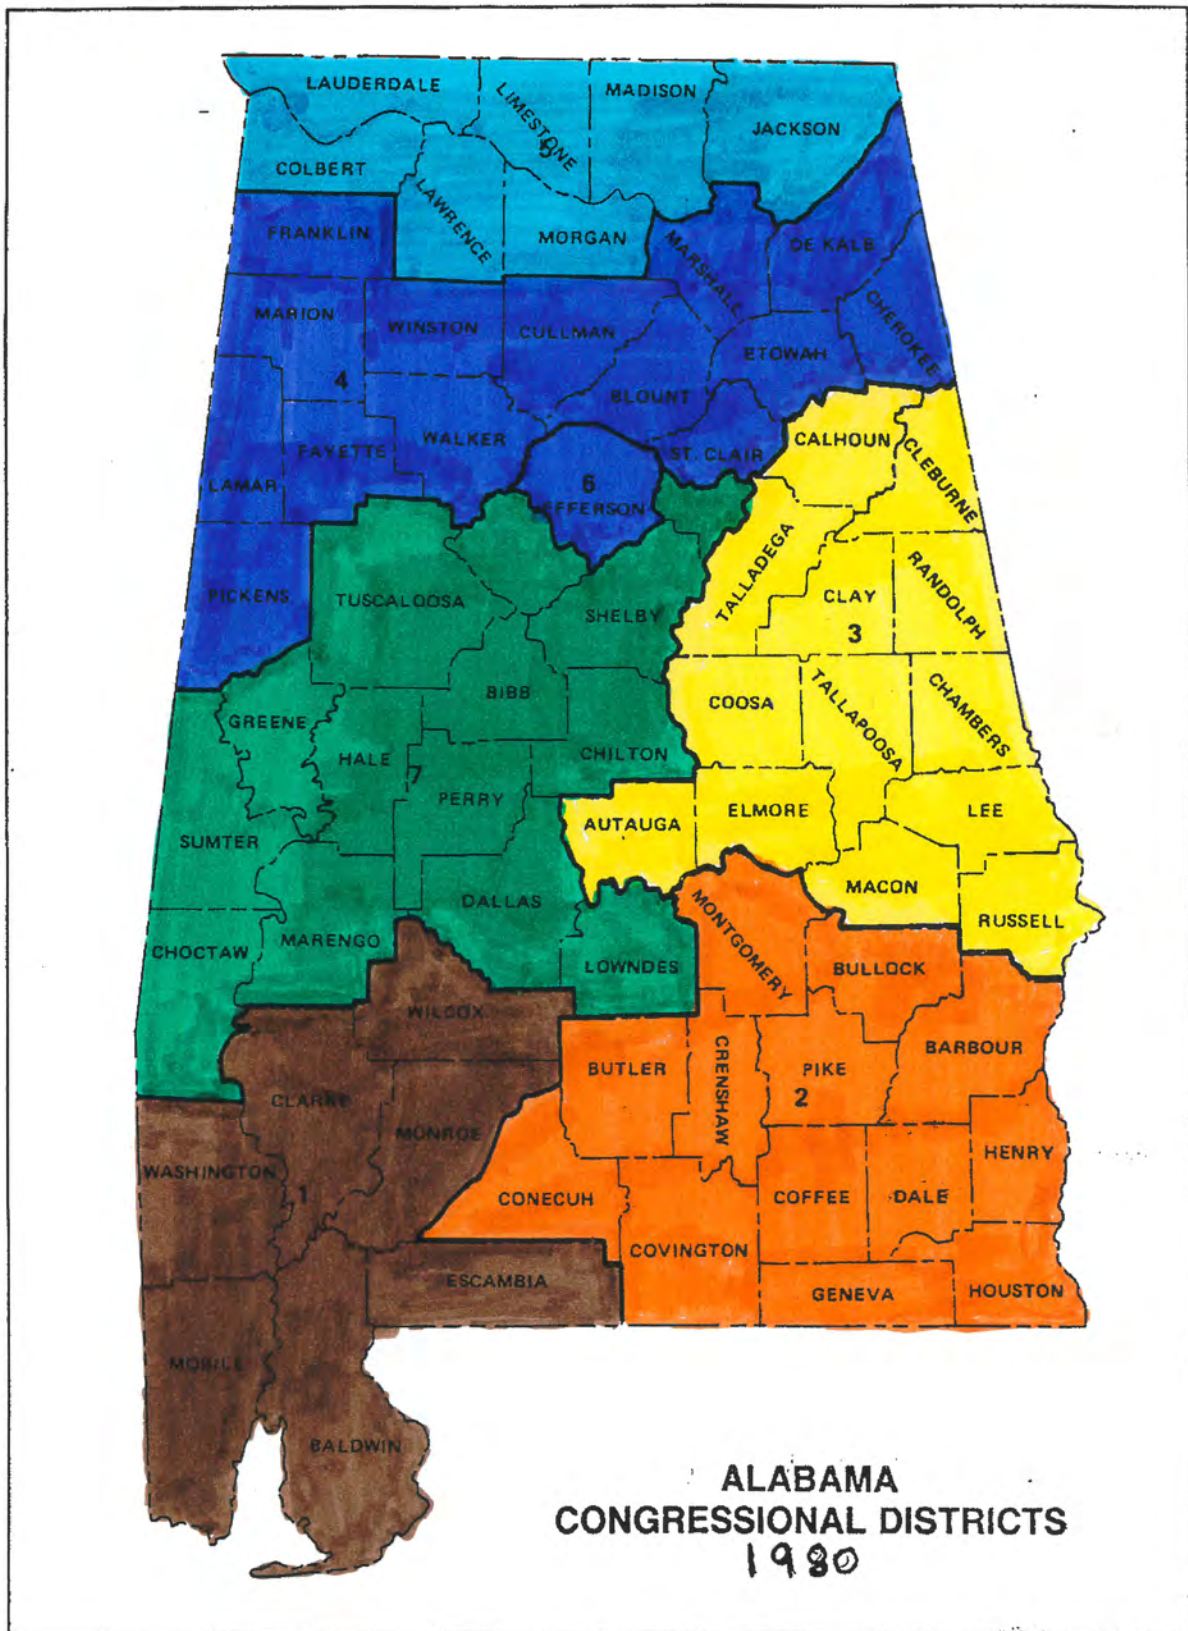 LAUDERDALE
LIMESTONE
MADISON
JACKSON
5
COLBERT
LAWRENCE
MORGAN
FRANKLIN
MARSHALL
DE KALB
CHEROKEE
MARION
WINSTON
CULLMAN
ETOWAH
4
BLOUNT
FAYETTE
WALKER
ST. CLAIR
CALHOUN
CLEBURNE
LAMAR
6
JEFFERSON
TALLADEGA
RANDOLPH
PICKENS
TUSCALOOSA
SHELBY
CLAY
3
BIBB
COOSA
TALLAPOOSA
CHAMBERS
GREENE
HALE
7
CHILTON
PERRY
AUTAUGA
ELMORE
LEE
SUMTER
DALLAS
MACON
RUSSELL
CHOCTAW
MARENGO
LOWNDES
MONTGOMERY
BULLOCK
WILCOX
BUTLER
CRENSHAW
PIKE
BARBOUR
2
CLARKE
MONROE
WASHINGTON
1
CONECUH
COFFEE
DALE
HENRY
COVINGTON
ESCAMBIA
GENEVA
HOUSTON
MOBILE
BALDWIN
ALABAMA
CONGRESSIONAL DISTRICTS
1980